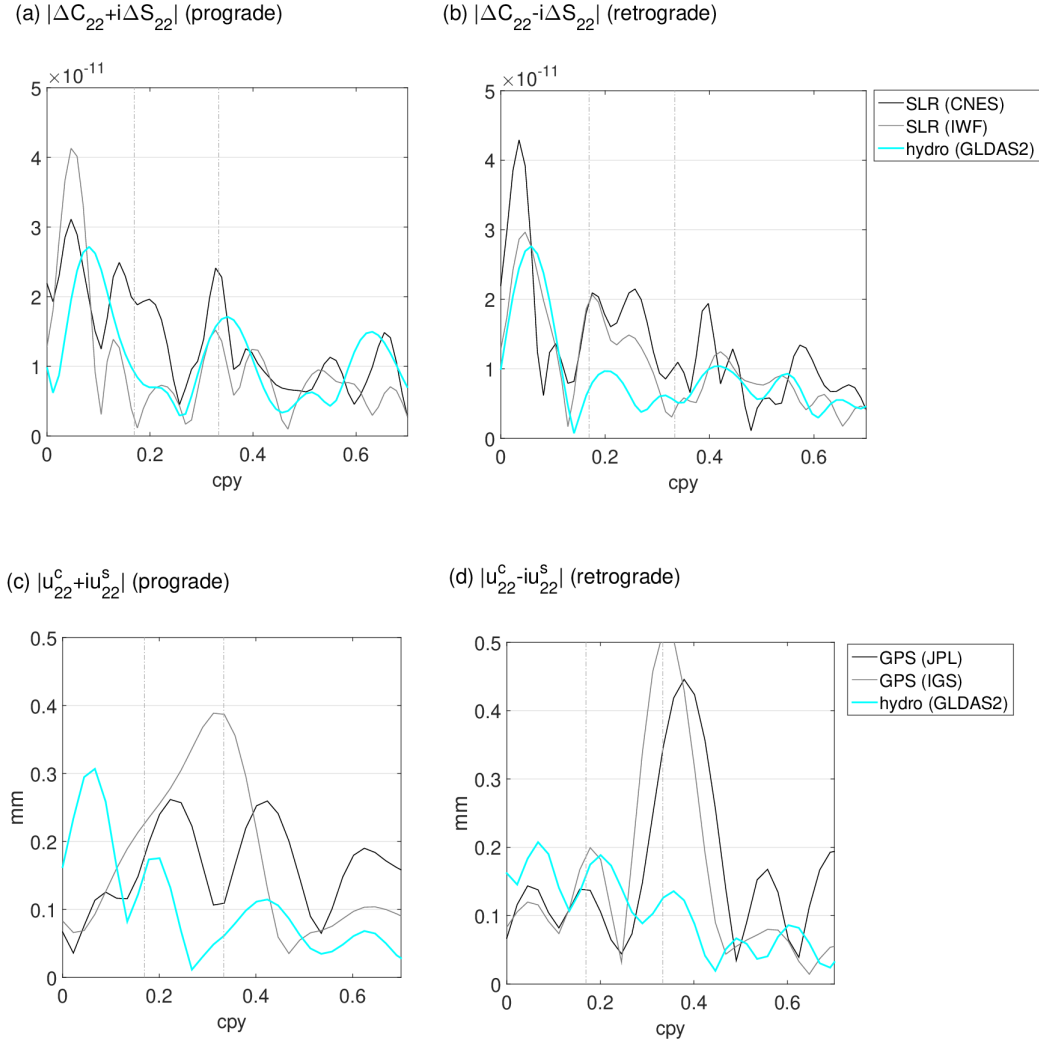 (a) |ΔC22+iΔS22| (prograde)
×10-11
5
4
3
2
1
0
0 0.2 0.4 0.6
cpy
(b) |ΔC22-iΔS22| (retrograde)
×10-11
5
4
3
2
1
0
0 0.2 0.4 0.6
cpy
SLR (CNES)
SLR (IWF)
hydro (GLDAS2)
(c) |uc22+ius22| (prograde)
0.5
0.4
0.3
0.2
0.1
0
mm
0 0.2 0.4 0.6
cpy
(d) |uc22-ius22| (retrograde)
0.5
0.4
0.3
0.2
0.1
0
mm
0 0.2 0.4 0.6
cpy
GPS (JPL)
GPS (IGS)
hydro (GLDAS2)